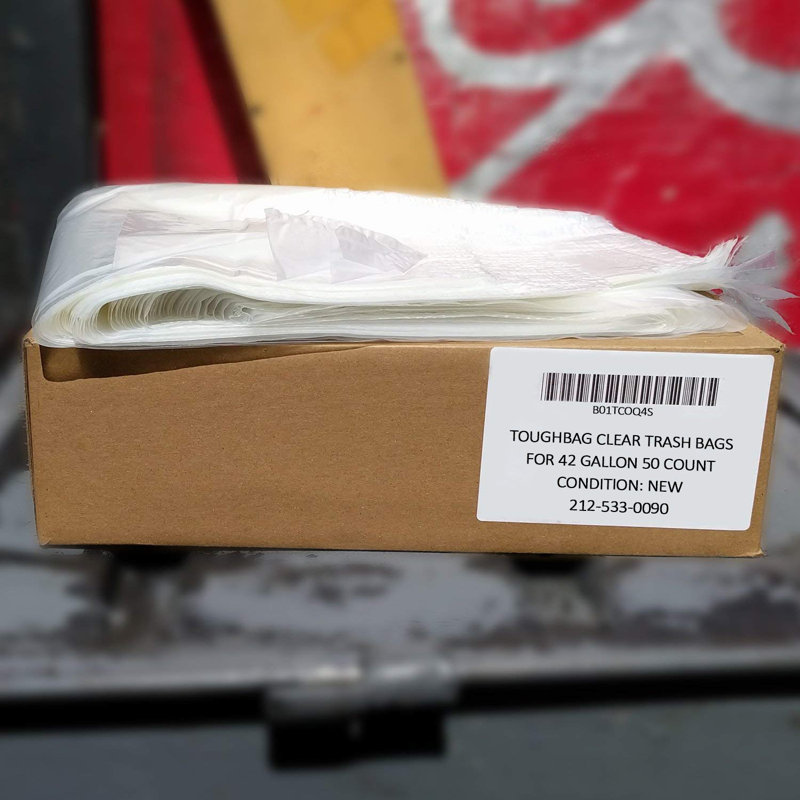 B01TCOQ4S
TOUGHBAG CLEAR TRASH BAGS
FOR 42 GALLON 50 COUNT
CONDITION: NEW
212-533-0090